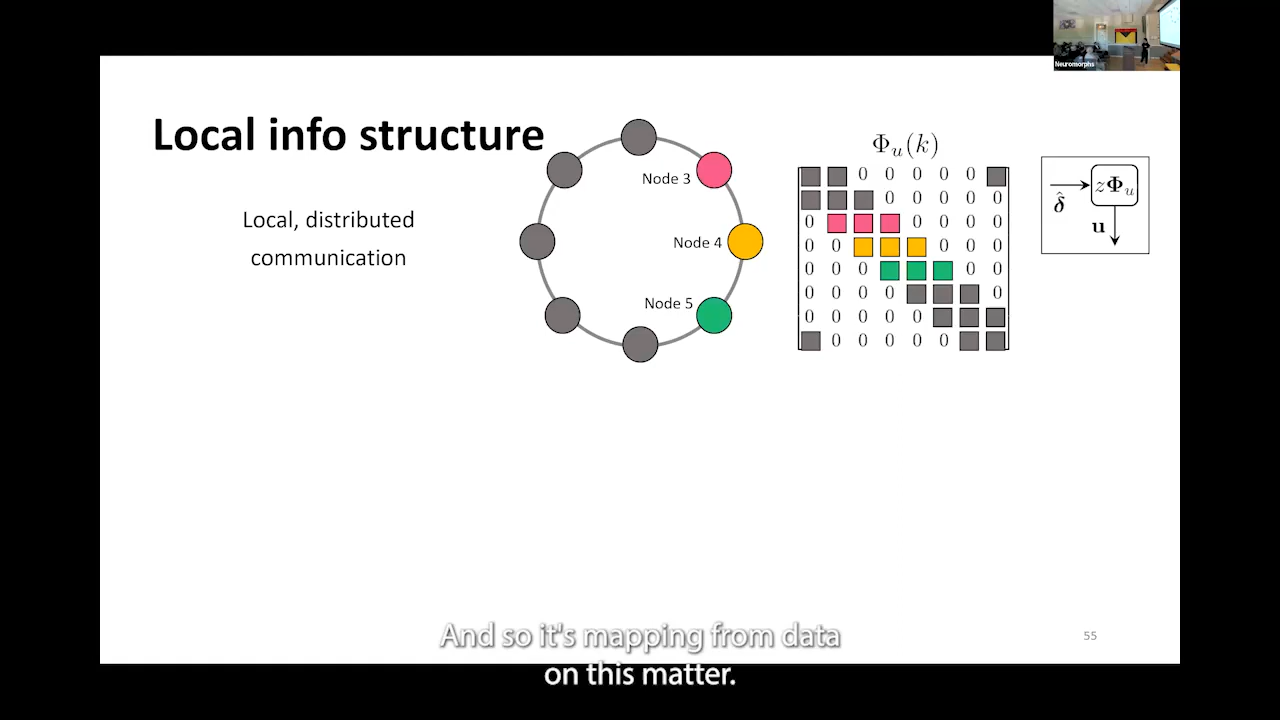 Neuromorphs
Local info structure
Local, distributed
communication
Node 3
Node 4
Node 5
Φ_u(k)
0 0 0 0 0
0 0 0 0 0
0 0 0 0 0
0 0 0 0 0
0 0 0 0 0
0 0 0 0 0
0 0 0 0 0
0 0 0 0 0
δ̂
zΦ_u
u
And so it's mapping from data
on this matter.
55